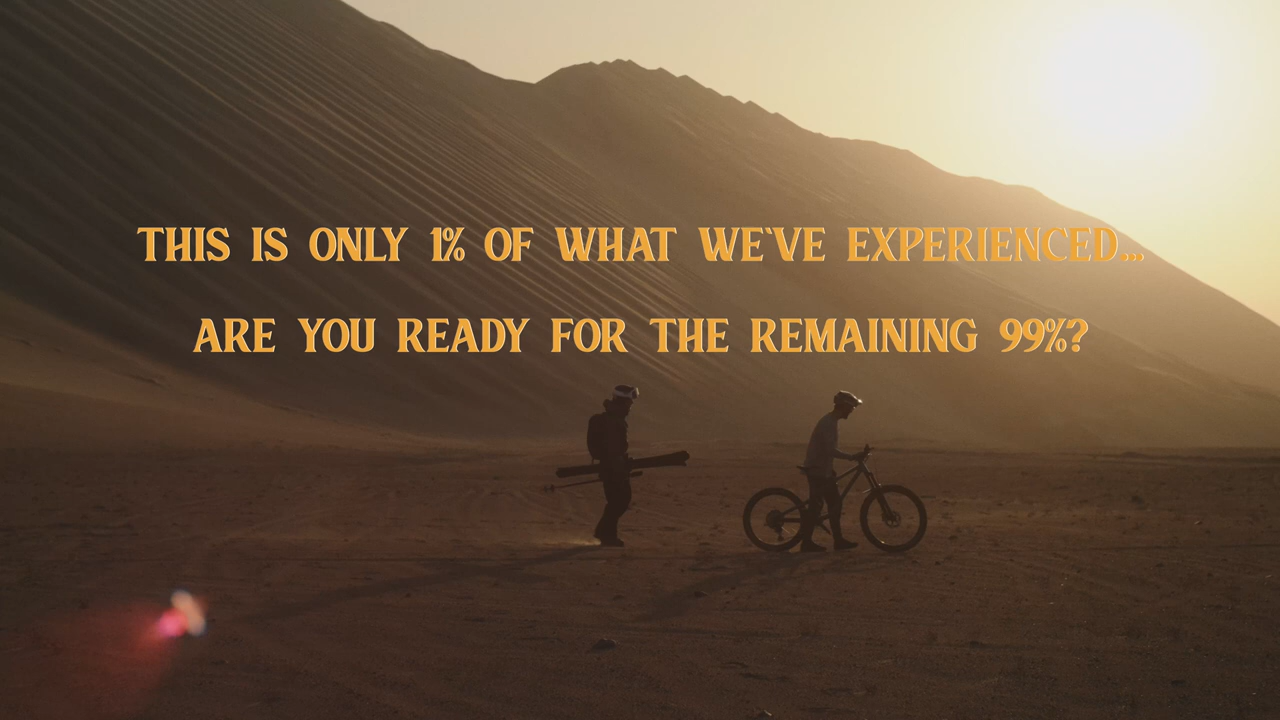 THIS IS ONLY 1% OF WHAT WE'VE EXPERIENCED...
ARE YOU READY FOR THE REMAINING 99%?